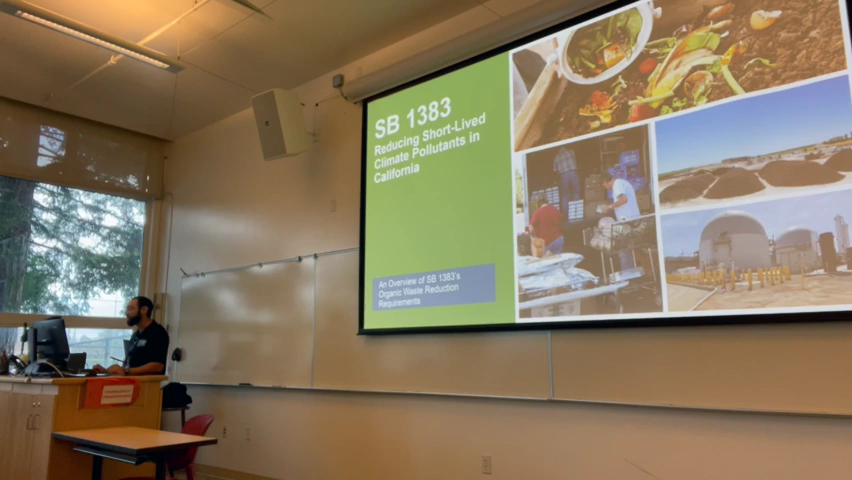 SB 1383
Reducing Short-Lived
Climate Pollutants in
California
An Overview of SB 1383's
Organic Waste Reduction
Requirements